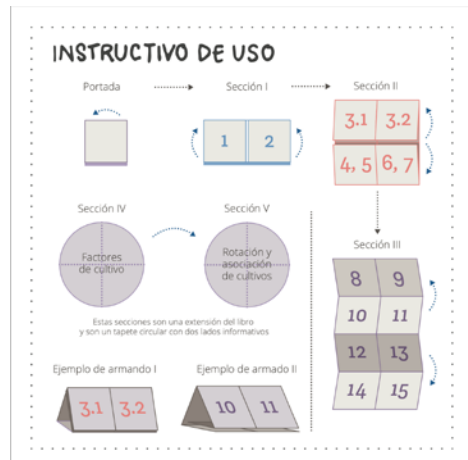 INSTRUCTIVO DE USO
Portada
Sección I
Sección II
1 2
3.1 3.2
4, 5 6, 7
Sección IV
Sección V
Factores
de cultivo
Rotación y
asociación
de cultivos
Estas secciones son una extensión del libro
y son un tapete circular con dos lados informativos
Sección III
8 9
10 11
12 13
14 15
Ejemplo de armando I
Ejemplo de armado II
3.1 3.2
10 11